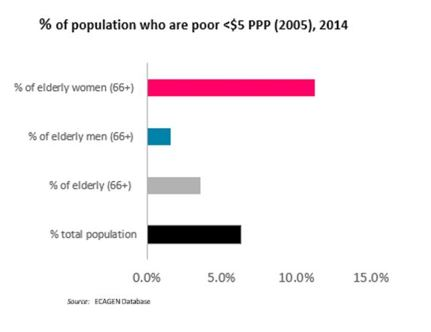 % of population who are poor <$5 PPP (2005), 2014
% of elderly women (66+)
% of elderly men (66+)
% of elderly (66+)
% total population
0.0% 5.0% 10.0% 15.0%
Source: ECAGEN Database